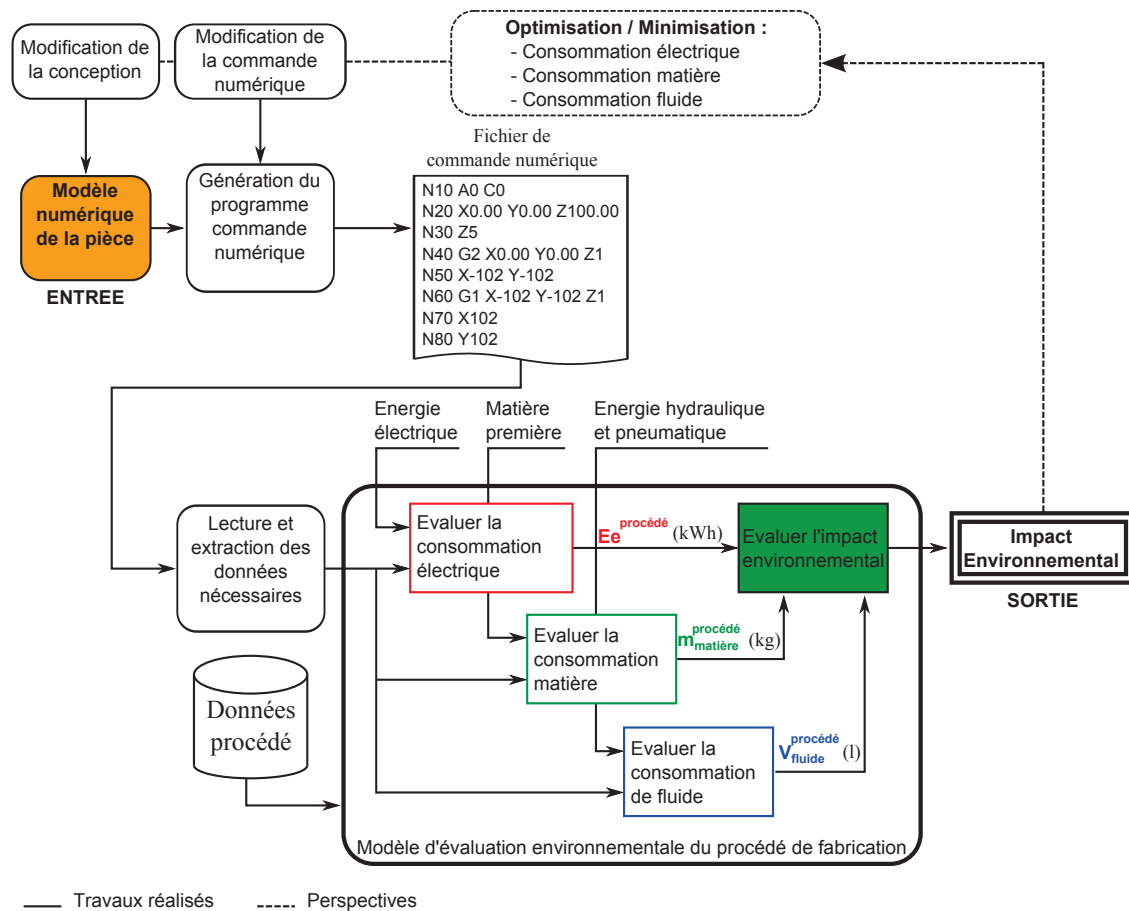 Modification de
la conception
Modification de
la commande
numérique
Optimisation / Minimisation :
- Consommation électrique
- Consommation matière
- Consommation fluide
Fichier de
commande numérique
Modèle
numérique
de la pièce
ENTREE
Génération du
programme
commande
numérique
N10 A0 C0
N20 X0.00 Y0.00 Z100.00
N30 Z5
N40 G2 X0.00 Y0.00 Z1
N50 X-102 Y-102
N60 G1 X-102 Y-102 Z1
N70 X102
N80 Y102
Energie
électrique
Matière
première
Energie hydraulique
et pneumatique
Lecture et
extraction des
données
nécessaires
Evaluer la
consommation
électrique
Ee procédé (kWh)
Evaluer l'impact
environnemental
Impact
Environnemental
SORTIE
Evaluer la
consommation
matière
m procédé matière (kg)
Données
procédé
Evaluer la
consommation
de fluide
V procédé fluide (l)
Modèle d'évaluation environnementale du procédé de fabrication
Travaux réalisés
Perspectives